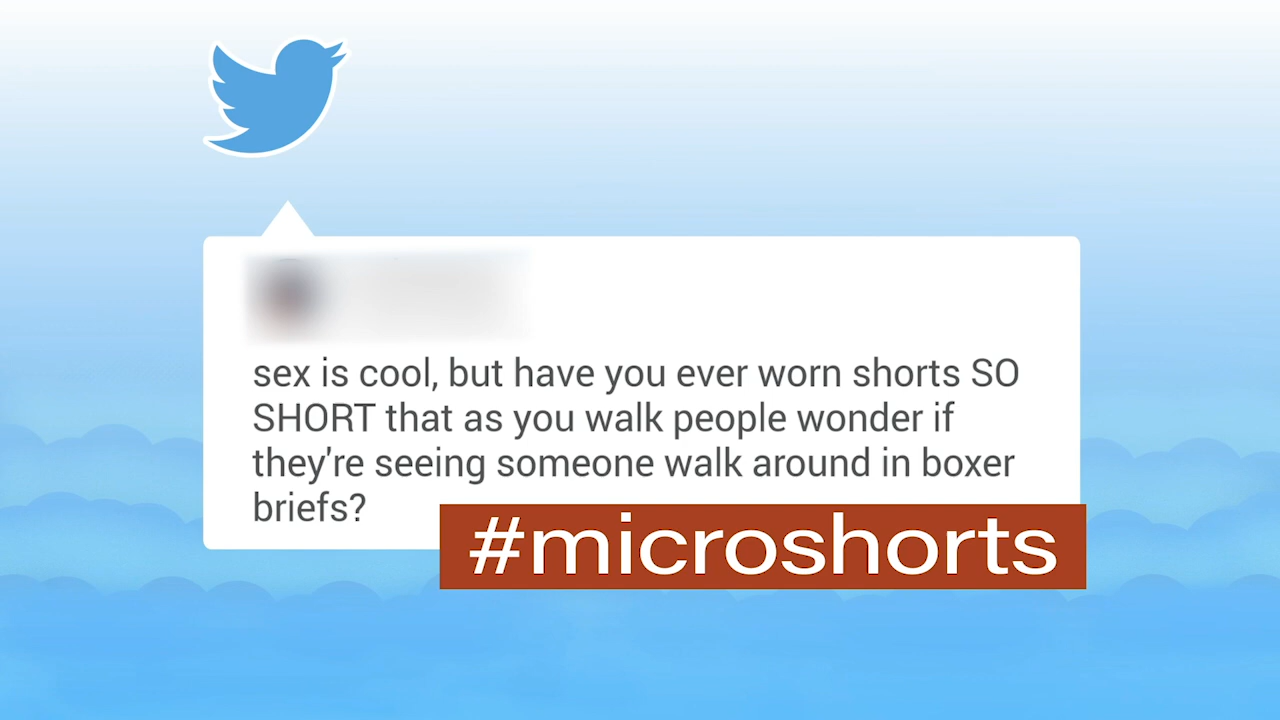 sex is cool, but have you ever worn shorts SO
SHORT that as you walk people wonder if
they're seeing someone walk around in boxer
briefs?
#microshorts